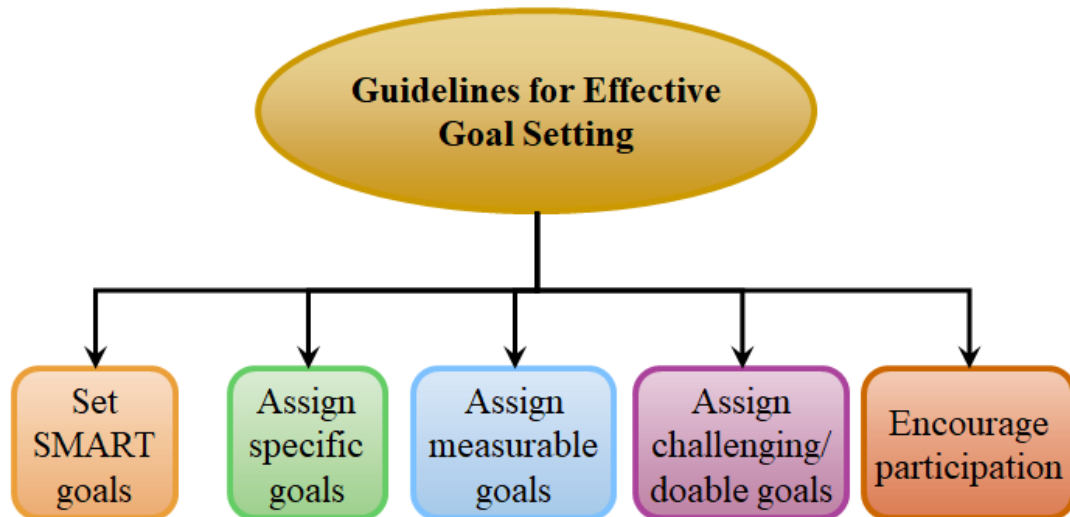 Guidelines for Effective
Goal Setting
Set
SMART
goals
Assign
specific
goals
Assign
measurable
goals
Assign
challenging/
doable goals
Encourage
participation